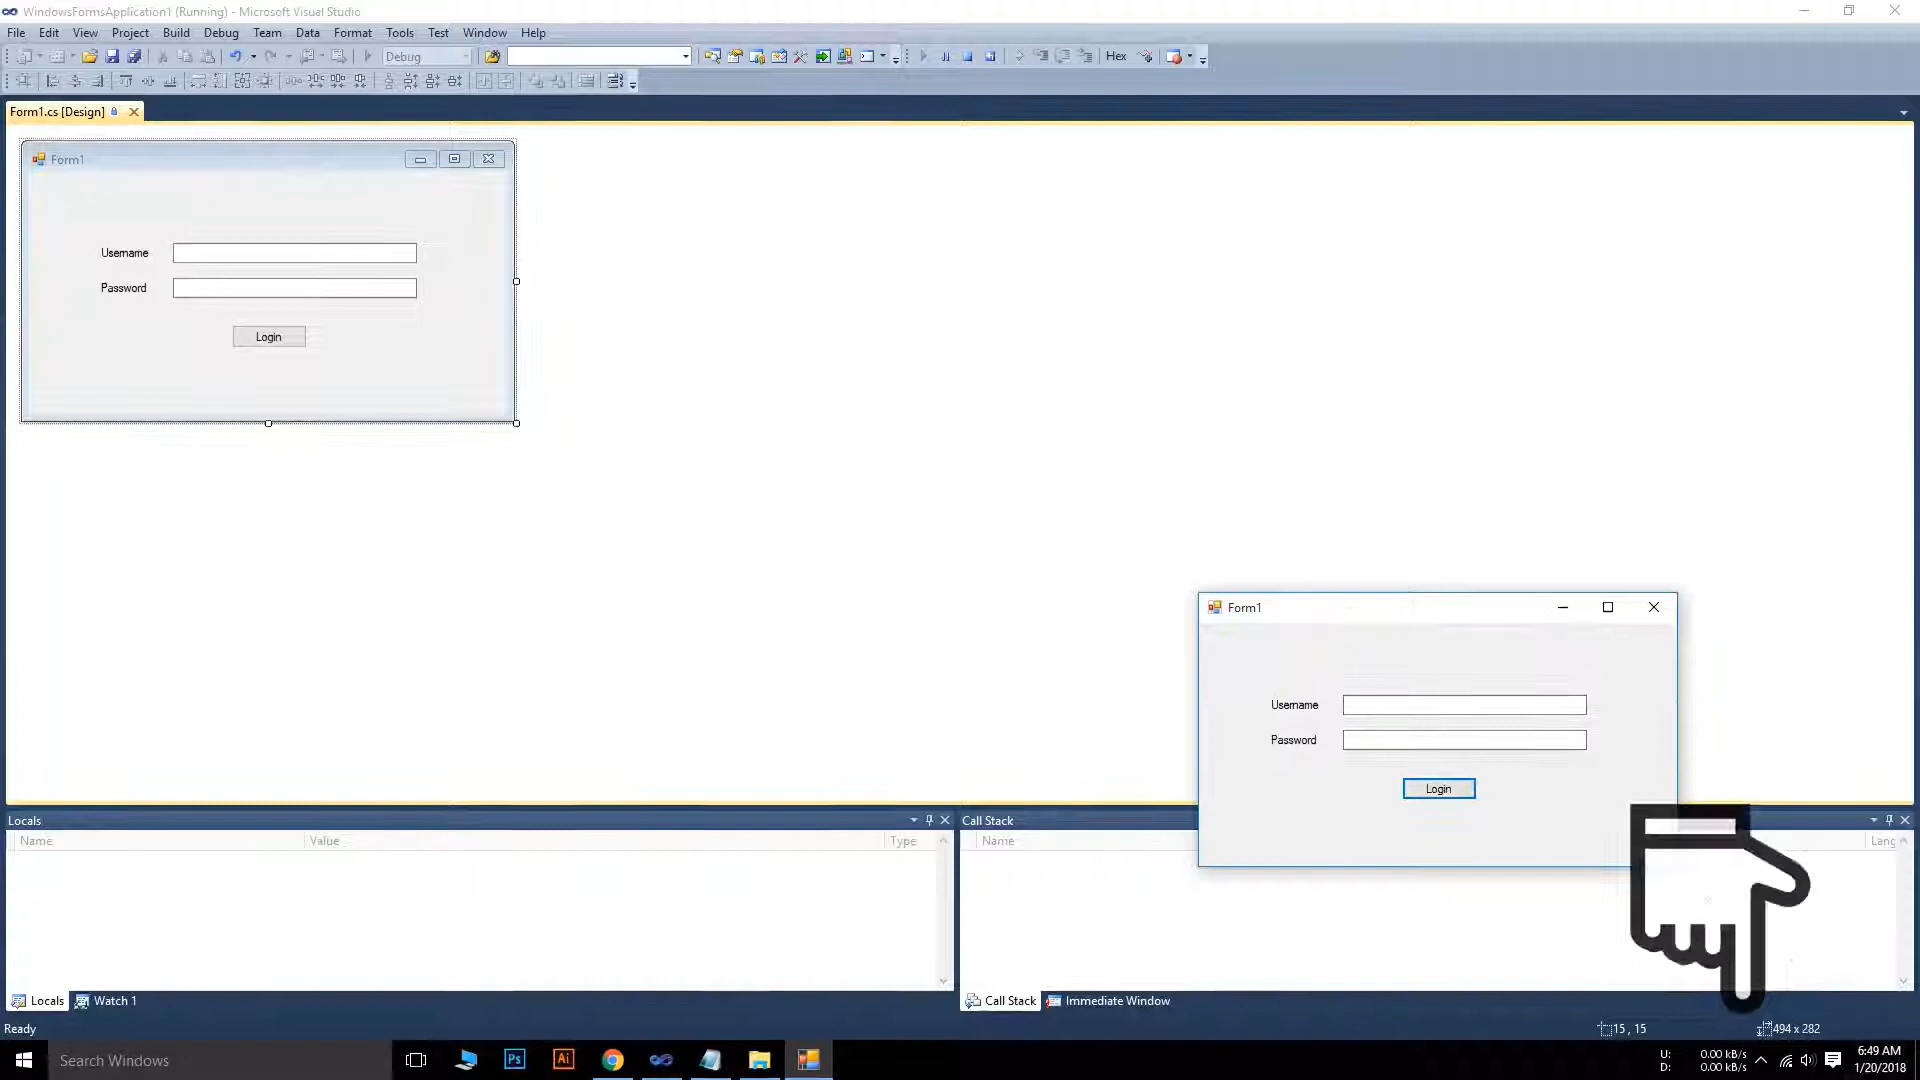 WindowsFormsApplication1 (Running) - Microsoft Visual Studio
File Edit View Project Build Debug Team Data Format Tools Test Window Help
Debug
Hex
Form1.cs [Design]
Form1
Username
Password
Login
Form1
Username
Password
Login
Locals
Name Value Type
Call Stack
Name Lang
Locals Watch 1
Call Stack Immediate Window
Ready
15 , 15
494 x 282
Search Windows
Ps
Ai
U: 0.00 kB/s
D: 0.00 kB/s
6:49 AM
1/20/2018